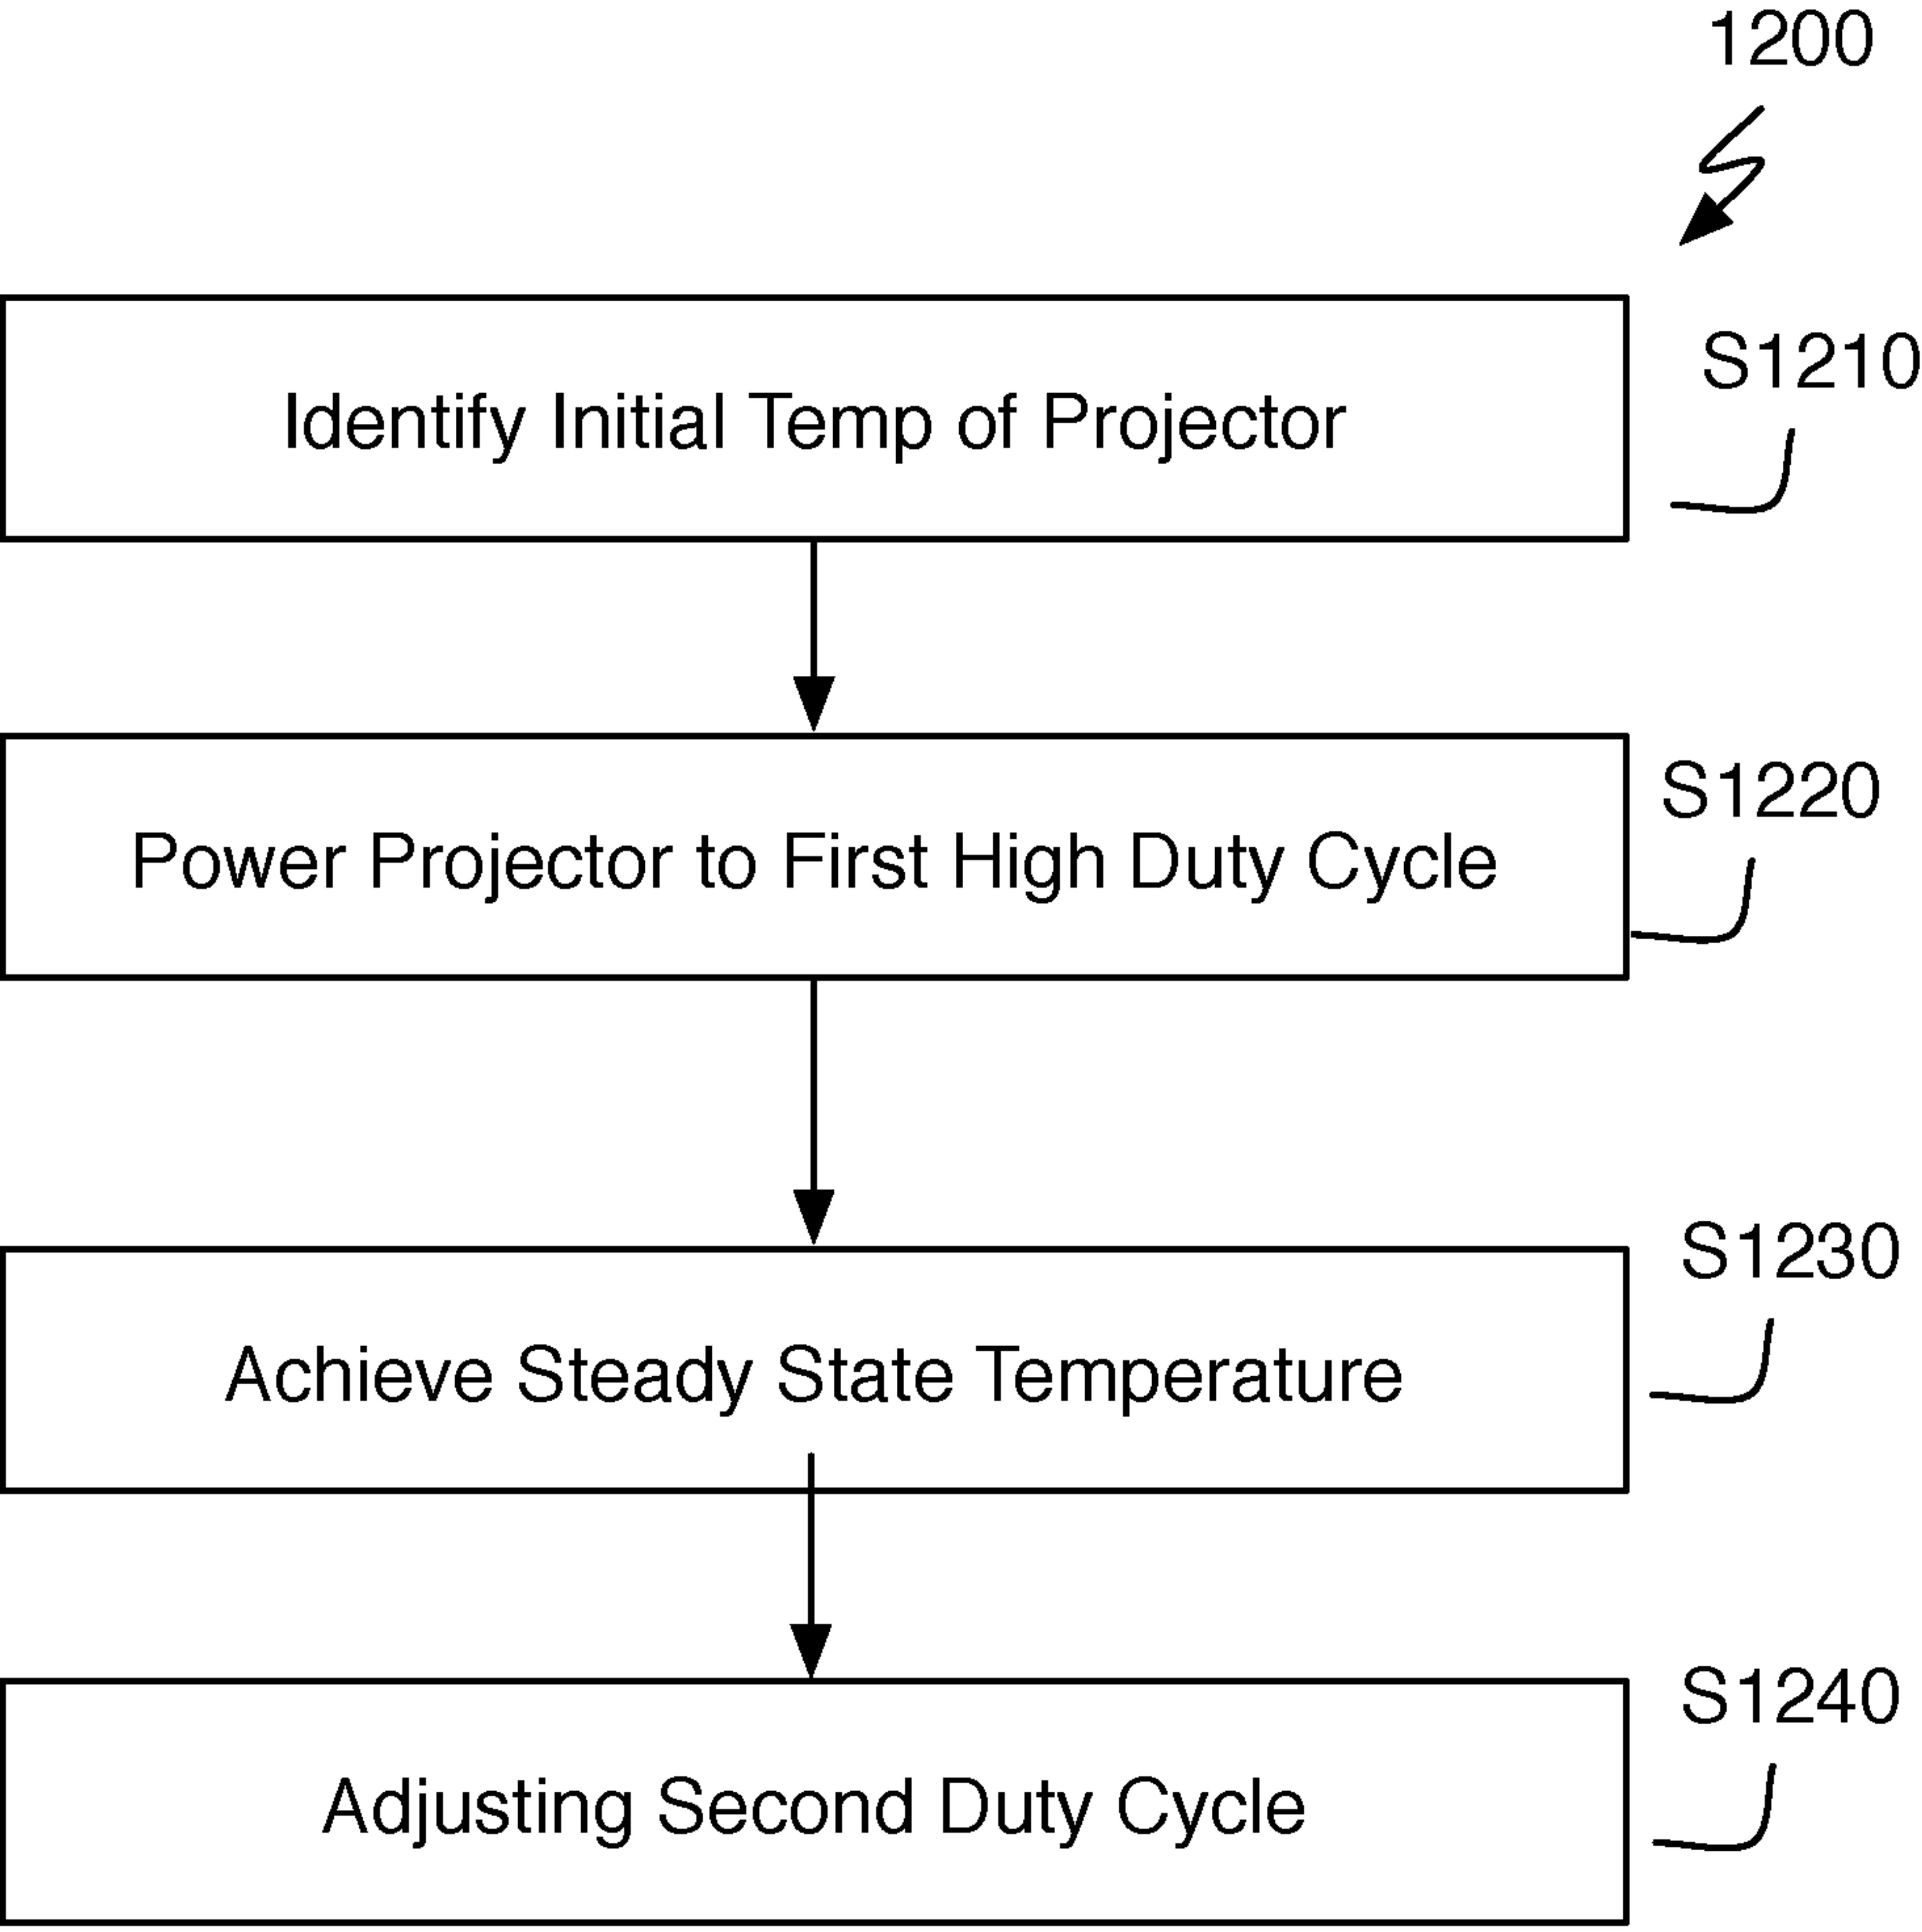 1200
S1210
Identify Initial Temp of Projector
S1220
Power Projector to First High Duty Cycle
S1230
Achieve Steady State Temperature
S1240
Adjusting Second Duty Cycle